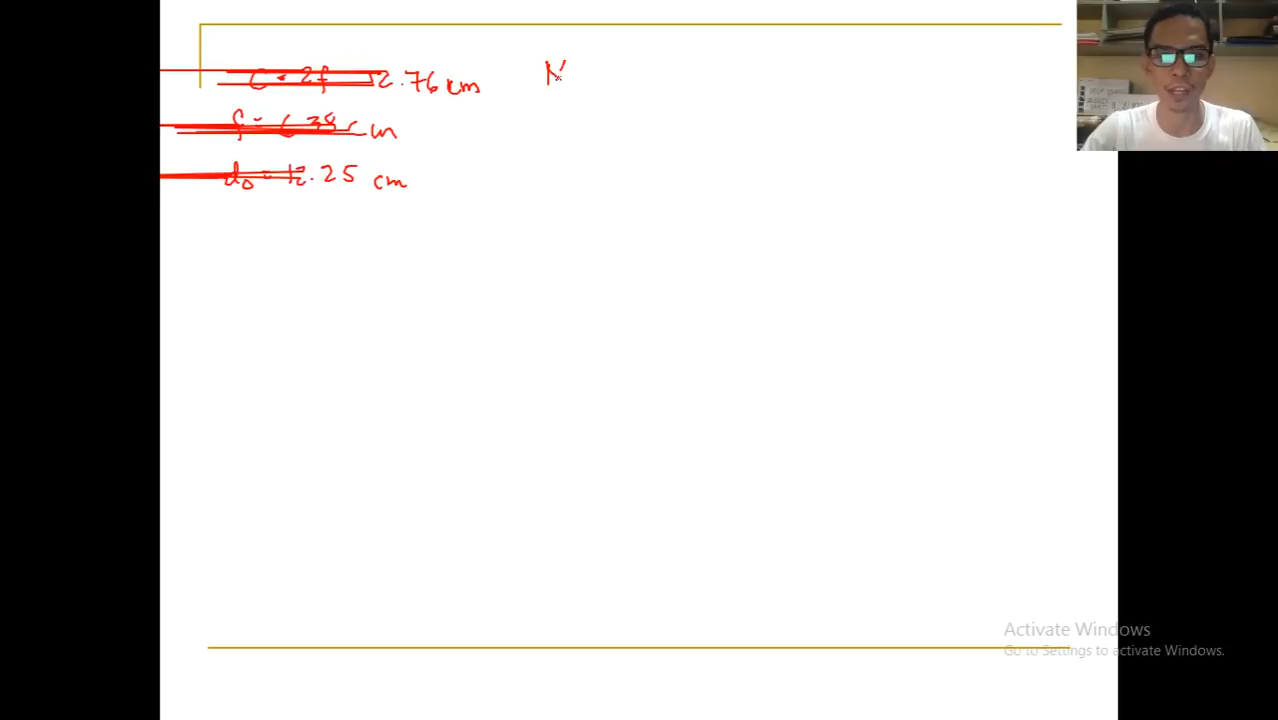 C = 2f 12.76 cm
f = 6.38 cm
do = 12.25 cm
Activate Windows
Go to Settings to activate Windows.